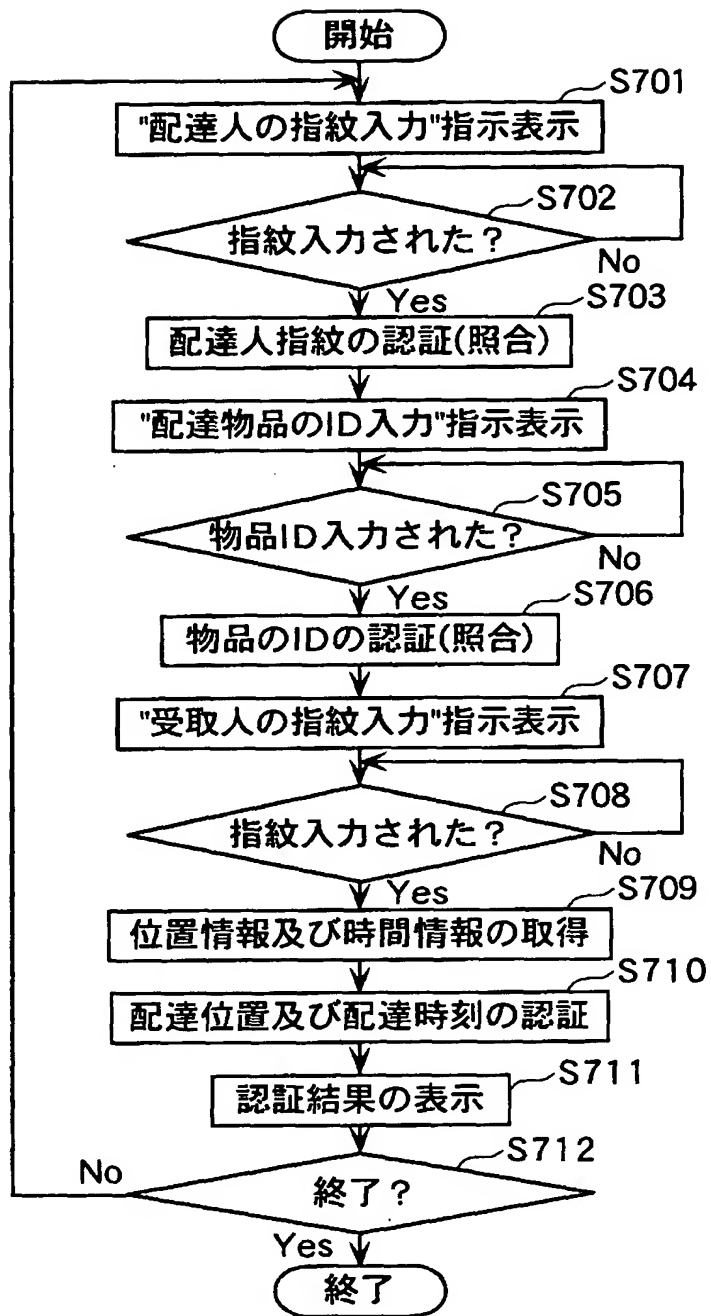 開始
S701
"配達人の指紋入力"指示表示
S702
指紋入力された？
No
Yes
S703
配達人指紋の認証(照合)
S704
"配達物品のID入力"指示表示
S705
物品ID入力された？
No
Yes
S706
物品のIDの認証(照合)
S707
"受取人の指紋入力"指示表示
S708
指紋入力された？
No
Yes
S709
位置情報及び時間情報の取得
S710
配達位置及び配達時刻の認証
S711
認証結果の表示
S712
No
終了？
Yes
終了